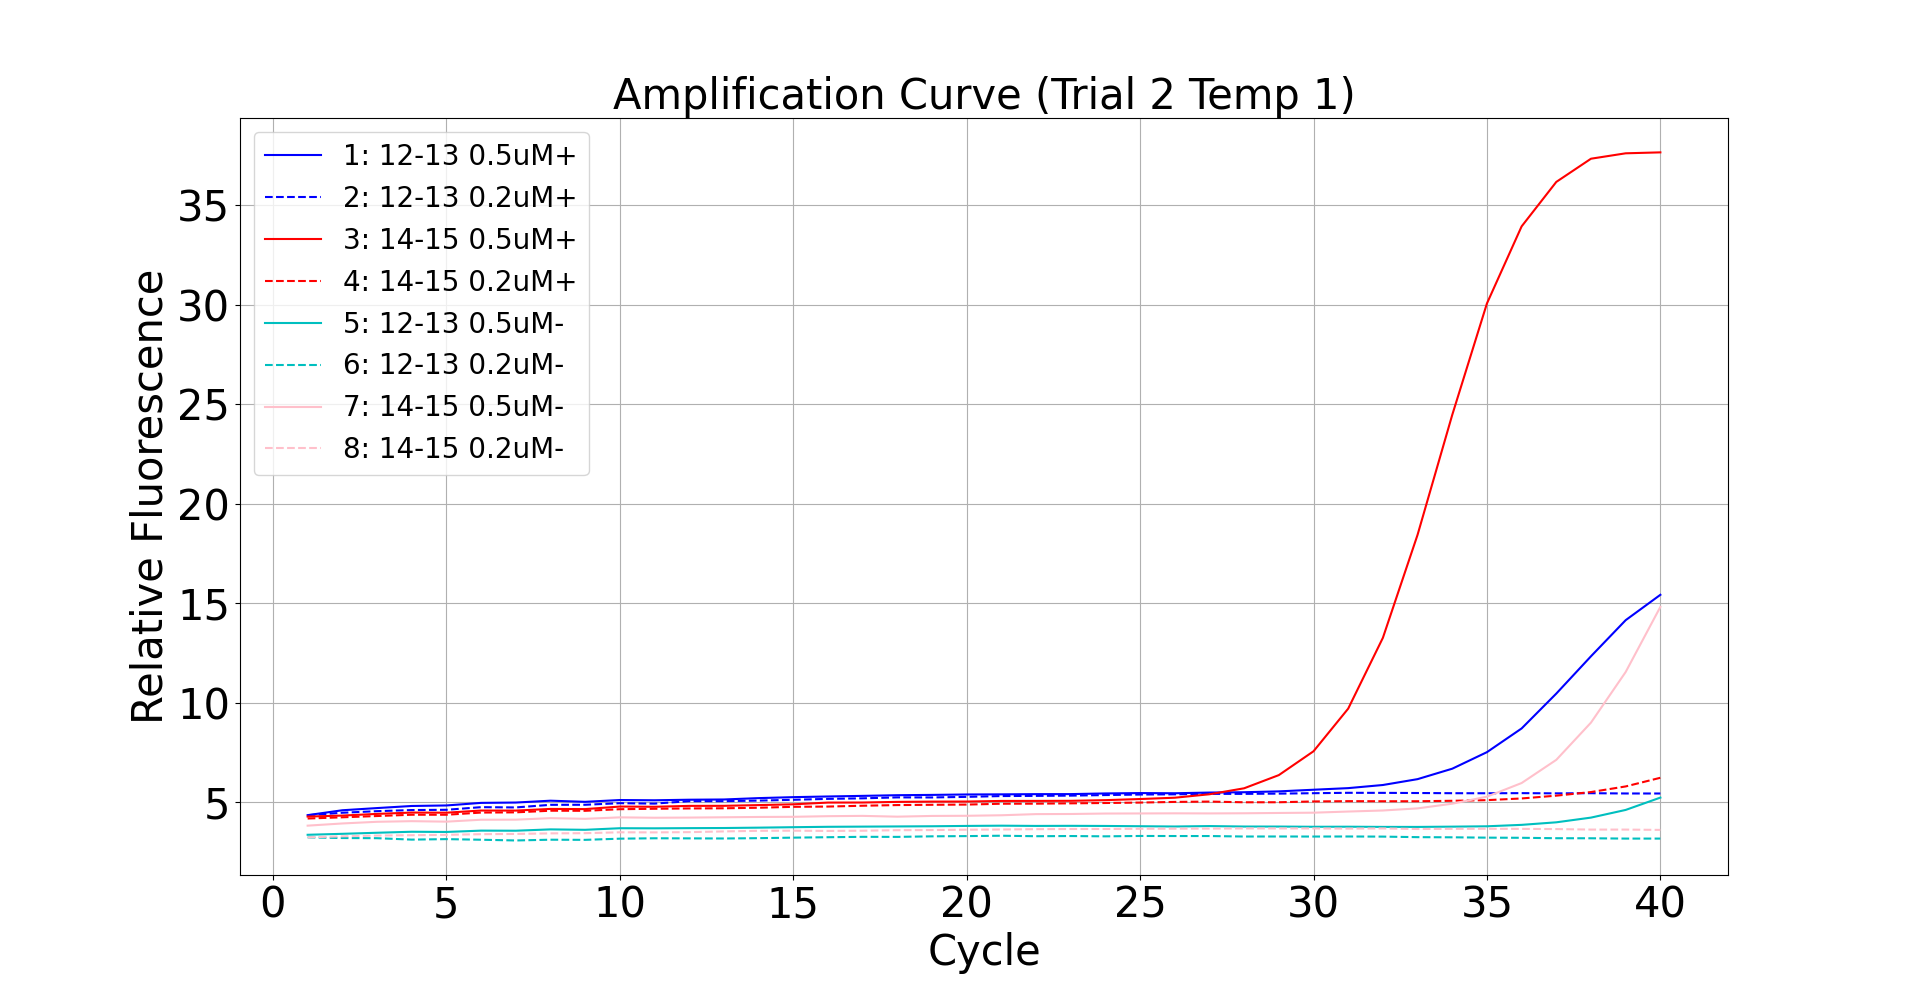 Amplification Curve (Trial 2 Temp 1)
1: 12-13 0.5uM+
2: 12-13 0.2uM+
3: 14-15 0.5uM+
4: 14-15 0.2uM+
5: 12-13 0.5uM-
6: 12-13 0.2uM-
7: 14-15 0.5uM-
8: 14-15 0.2uM-
Relative Fluorescence
35
30
25
20
15
10
5
0 5 10 15 20 25 30 35 40
Cycle